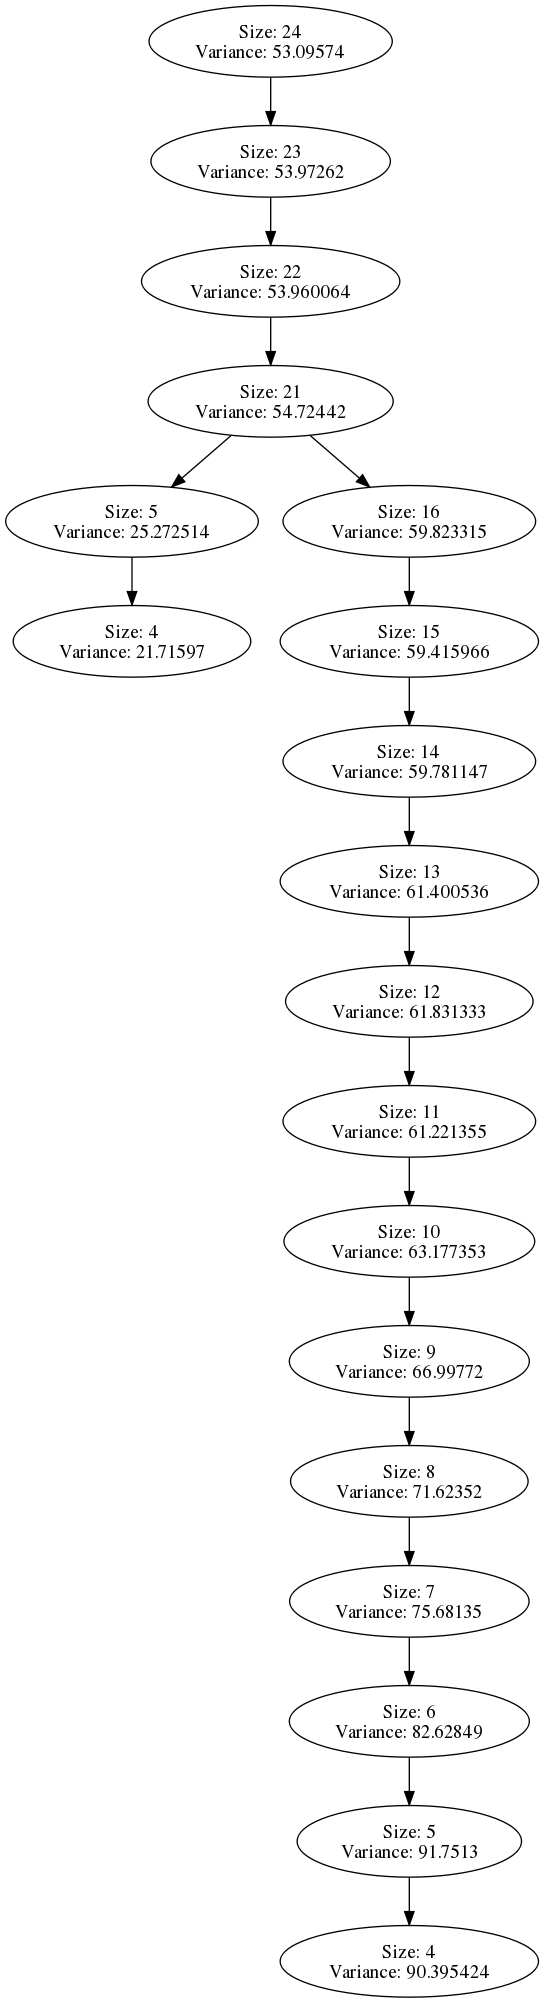 Size: 24
Variance: 53.09574
Size: 23
Variance: 53.97262
Size: 22
Variance: 53.960064
Size: 21
Variance: 54.72442
Size: 5
Variance: 25.272514
Size: 16
Variance: 59.823315
Size: 4
Variance: 21.71597
Size: 15
Variance: 59.415966
Size: 14
Variance: 59.781147
Size: 13
Variance: 61.400536
Size: 12
Variance: 61.831333
Size: 11
Variance: 61.221355
Size: 10
Variance: 63.177353
Size: 9
Variance: 66.99772
Size: 8
Variance: 71.62352
Size: 7
Variance: 75.68135
Size: 6
Variance: 82.62849
Size: 5
Variance: 91.7513
Size: 4
Variance: 90.395424